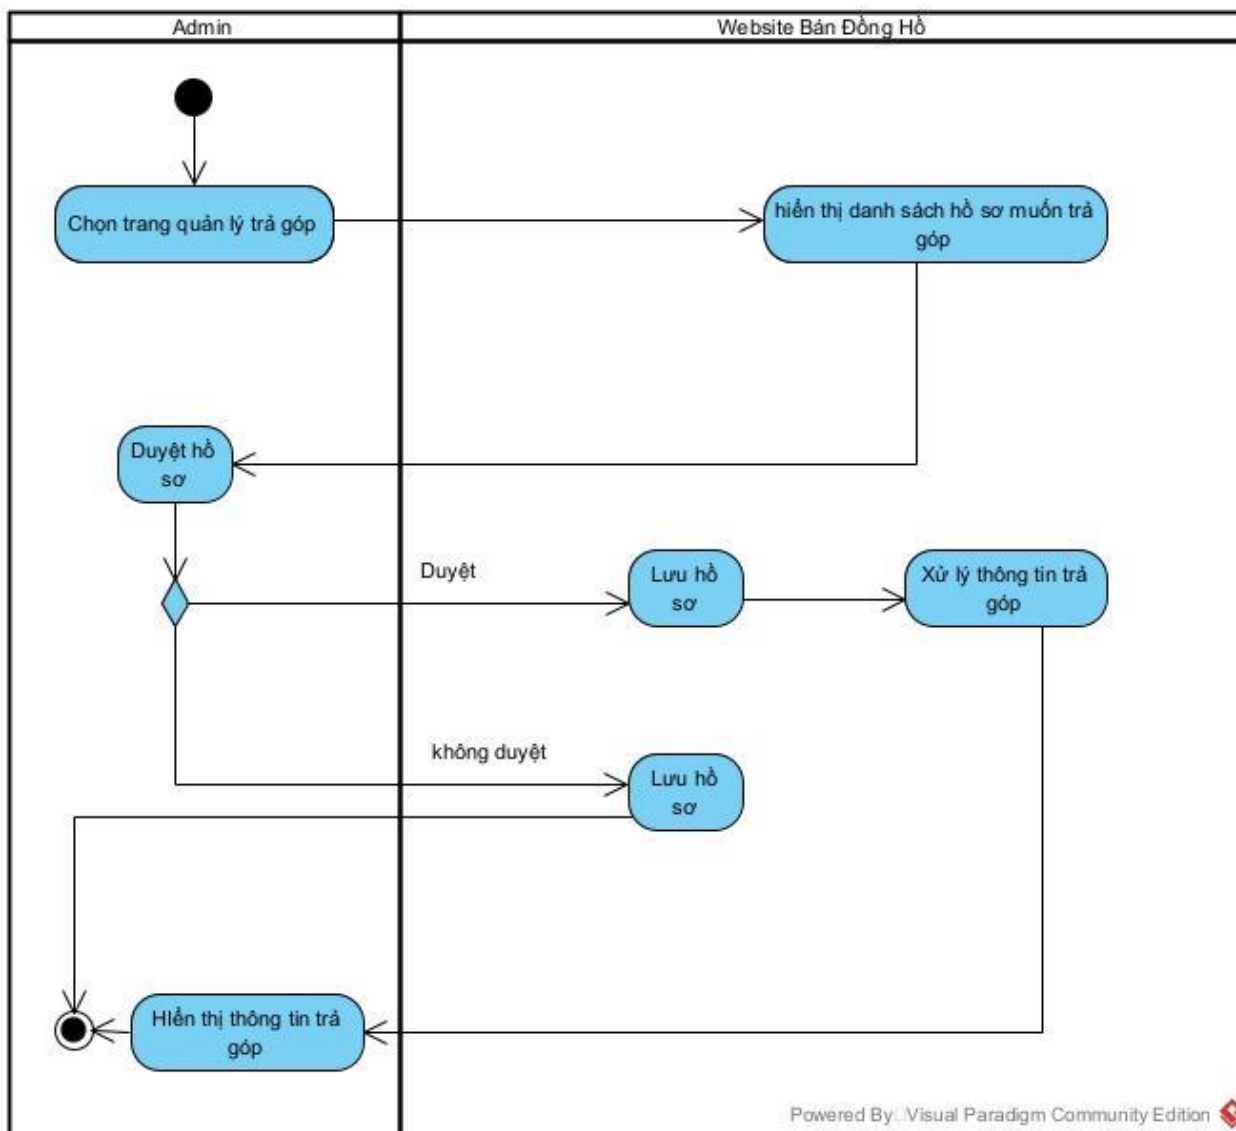 Admin
Website Bán Đồng Hồ
Chọn trang quản lý trả góp
hiển thị danh sách hồ sơ muốn trả
góp
Duyệt hồ
sơ
Duyệt
Lưu hồ
sơ
Xử lý thông tin trả
góp
không duyệt
Lưu hồ
sơ
HIển thị thông tin trả
góp
Powered By Visual Paradigm Community Edition